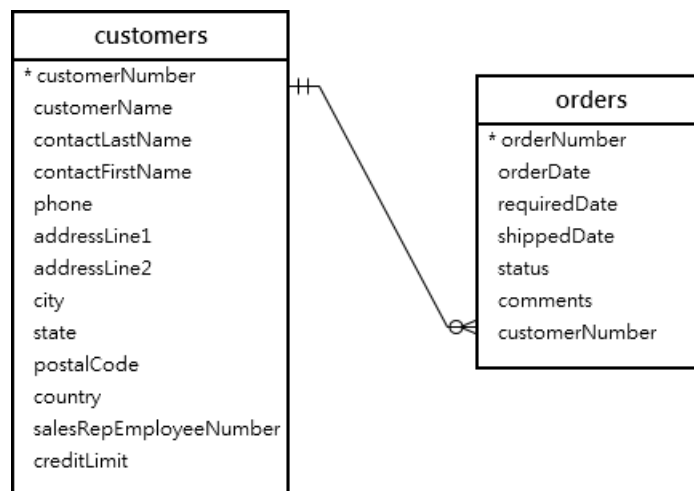 customers
* customerNumber
customerName
contactLastName
contactFirstName
phone
addressLine1
addressLine2
city
state
postalCode
country
salesRepEmployeeNumber
creditLimit
orders
* orderNumber
orderDate
requiredDate
shippedDate
status
comments
customerNumber